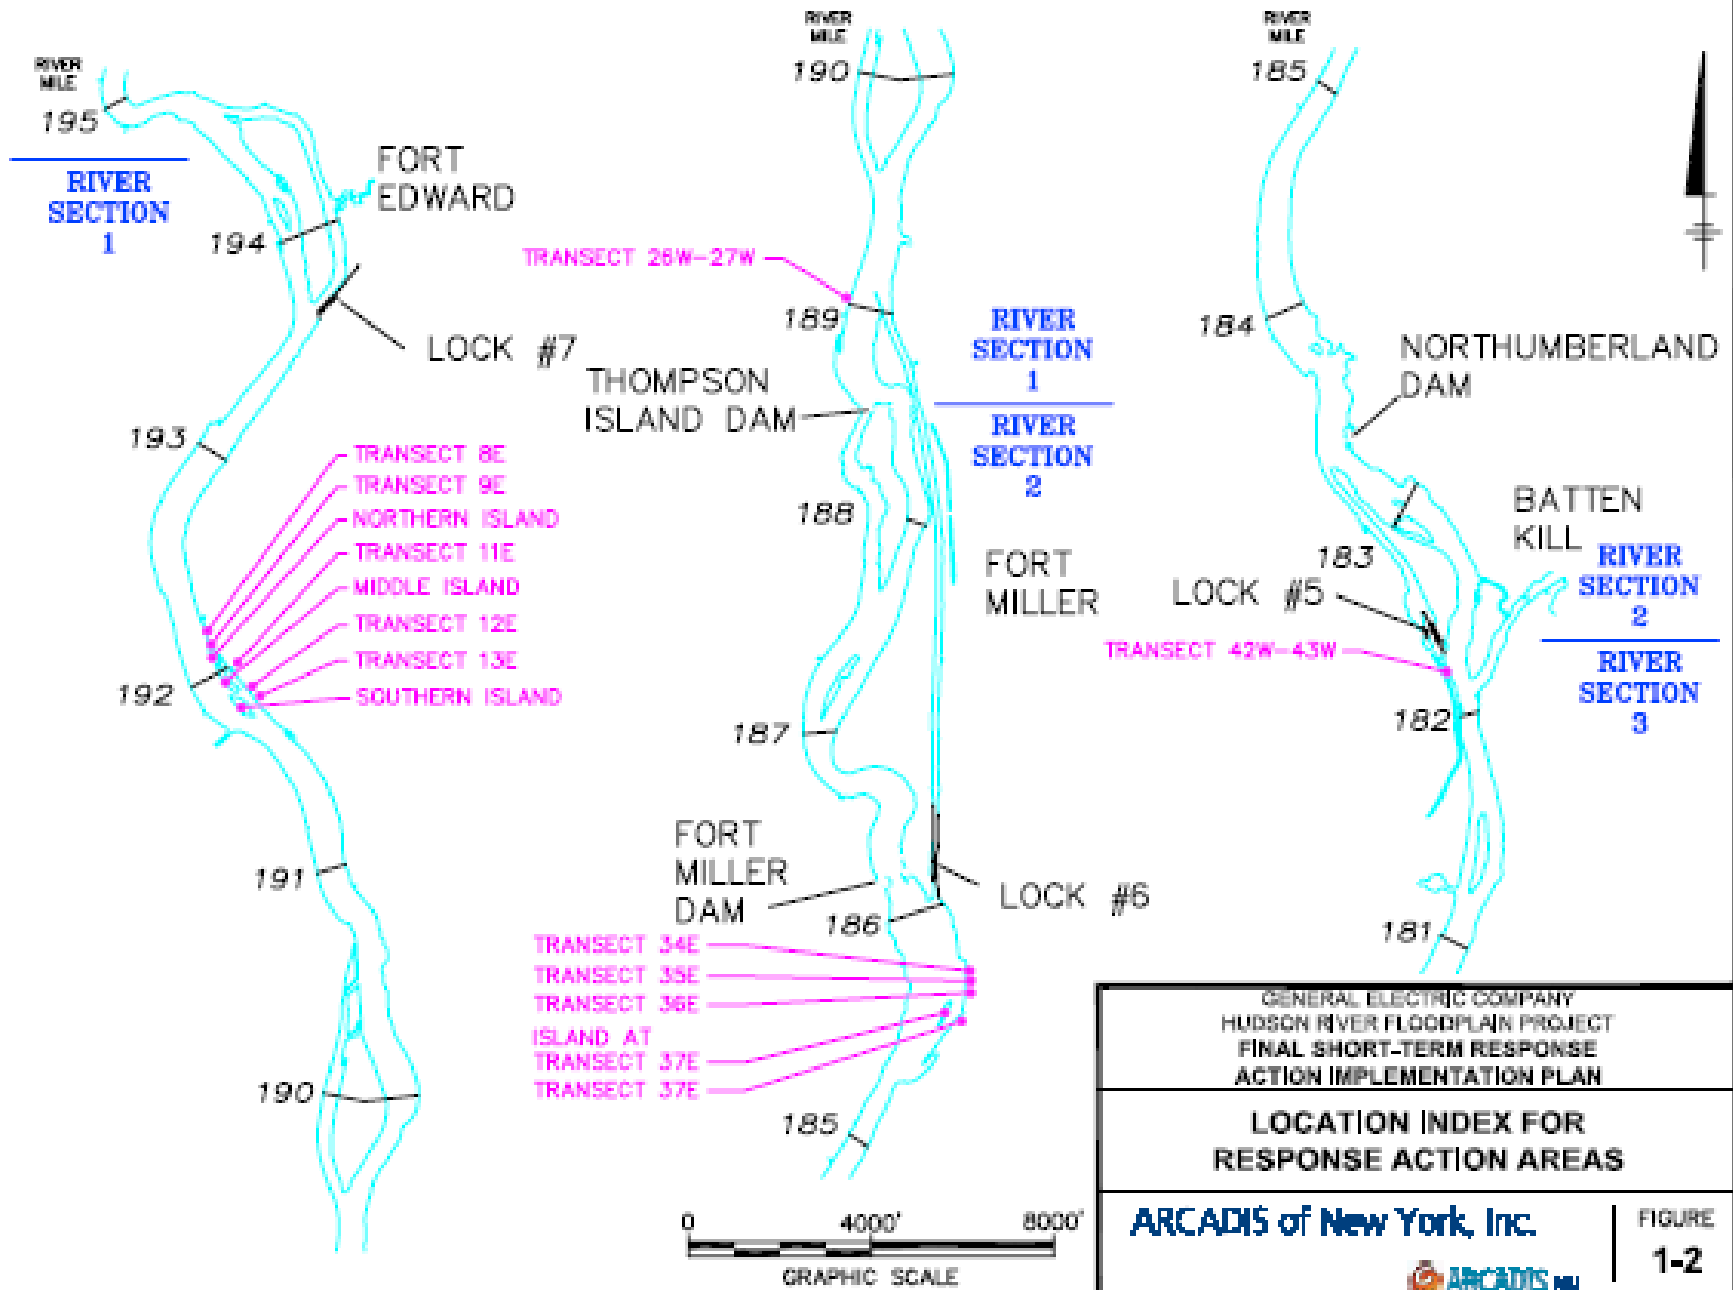 RIVER
MILE
195
RIVER
SECTION
1
FORT
EDWARD
194
LOCK #7
193
TRANSECT 8E
TRANSECT 9E
NORTHERN ISLAND
TRANSECT 11E
MIDDLE ISLAND
TRANSECT 12E
TRANSECT 13E
SOUTHERN ISLAND
192
191
190
RIVER
MILE
190
TRANSECT 26W-27W
189
RIVER
SECTION
1
THOMPSON
ISLAND DAM
RIVER
SECTION
2
188
FORT
MILLER
187
FORT
MILLER
DAM
LOCK #6
186
TRANSECT 34E
TRANSECT 35E
TRANSECT 36E
ISLAND AT
TRANSECT 37E
TRANSECT 37E
185
RIVER
MILE
185
184
NORTHUMBERLAND
DAM
BATTEN
KILL
183
RIVER
SECTION
2
LOCK #5
TRANSECT 42W-43W
RIVER
SECTION
3
182
181
0 4000' 8000'
GRAPHIC SCALE
GENERAL ELECTRIC COMPANY
HUDSON RIVER FLOODPLAIN PROJECT
FINAL SHORT-TERM RESPONSE
ACTION IMPLEMENTATION PLAN
LOCATION INDEX FOR
RESPONSE ACTION AREAS
ARCADIS of New York, Inc.
ARCADIS
FIGURE
1-2